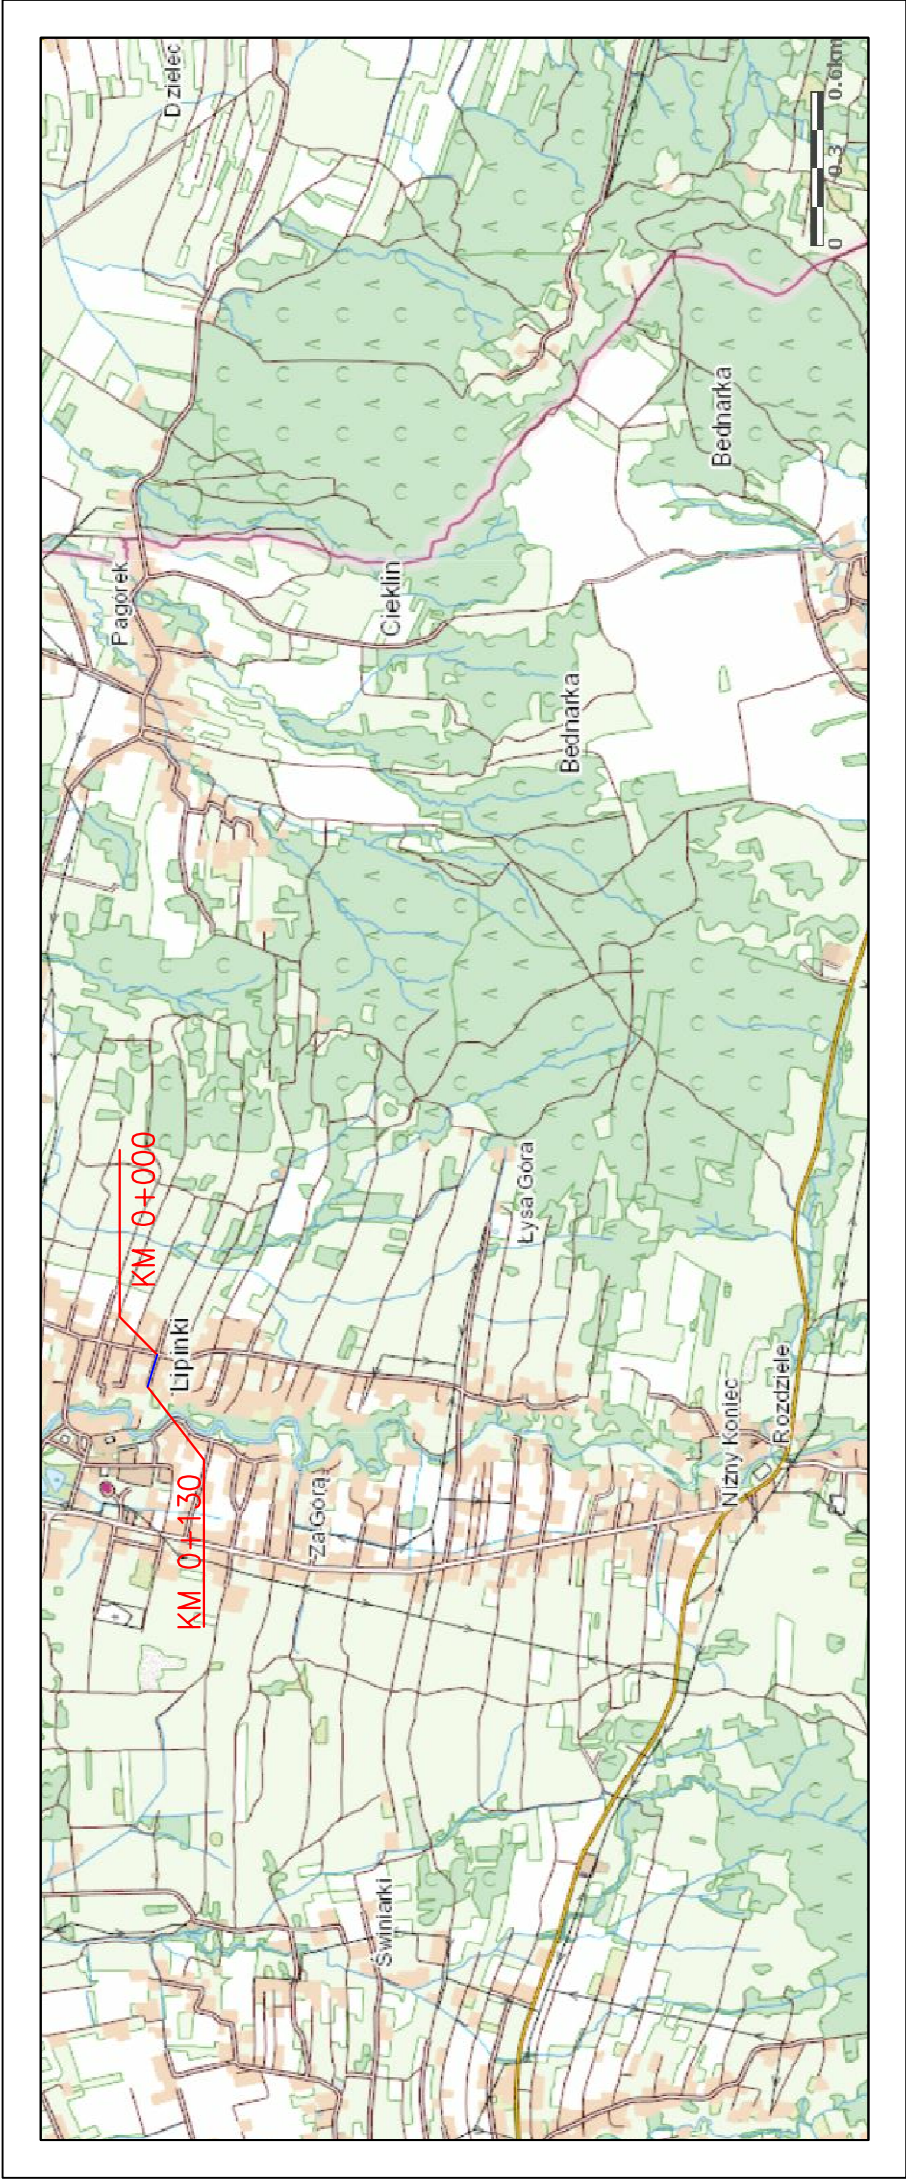 Dzielec
Pagórek
Cieklin
Bednarka
Bednarka
KM 0+000
Lipinki
KM 0+130
Łysa Góra
Za Górą
Niżny Koniec
Rozdziele
Świniarki
0 0.3 0.6km